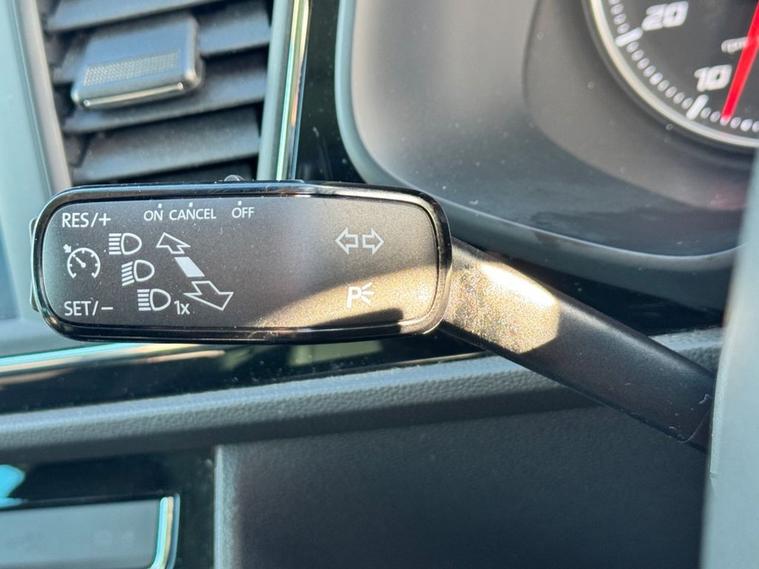 RES/+ ON CANCEL OFF
SET/- 1x
P
20
10